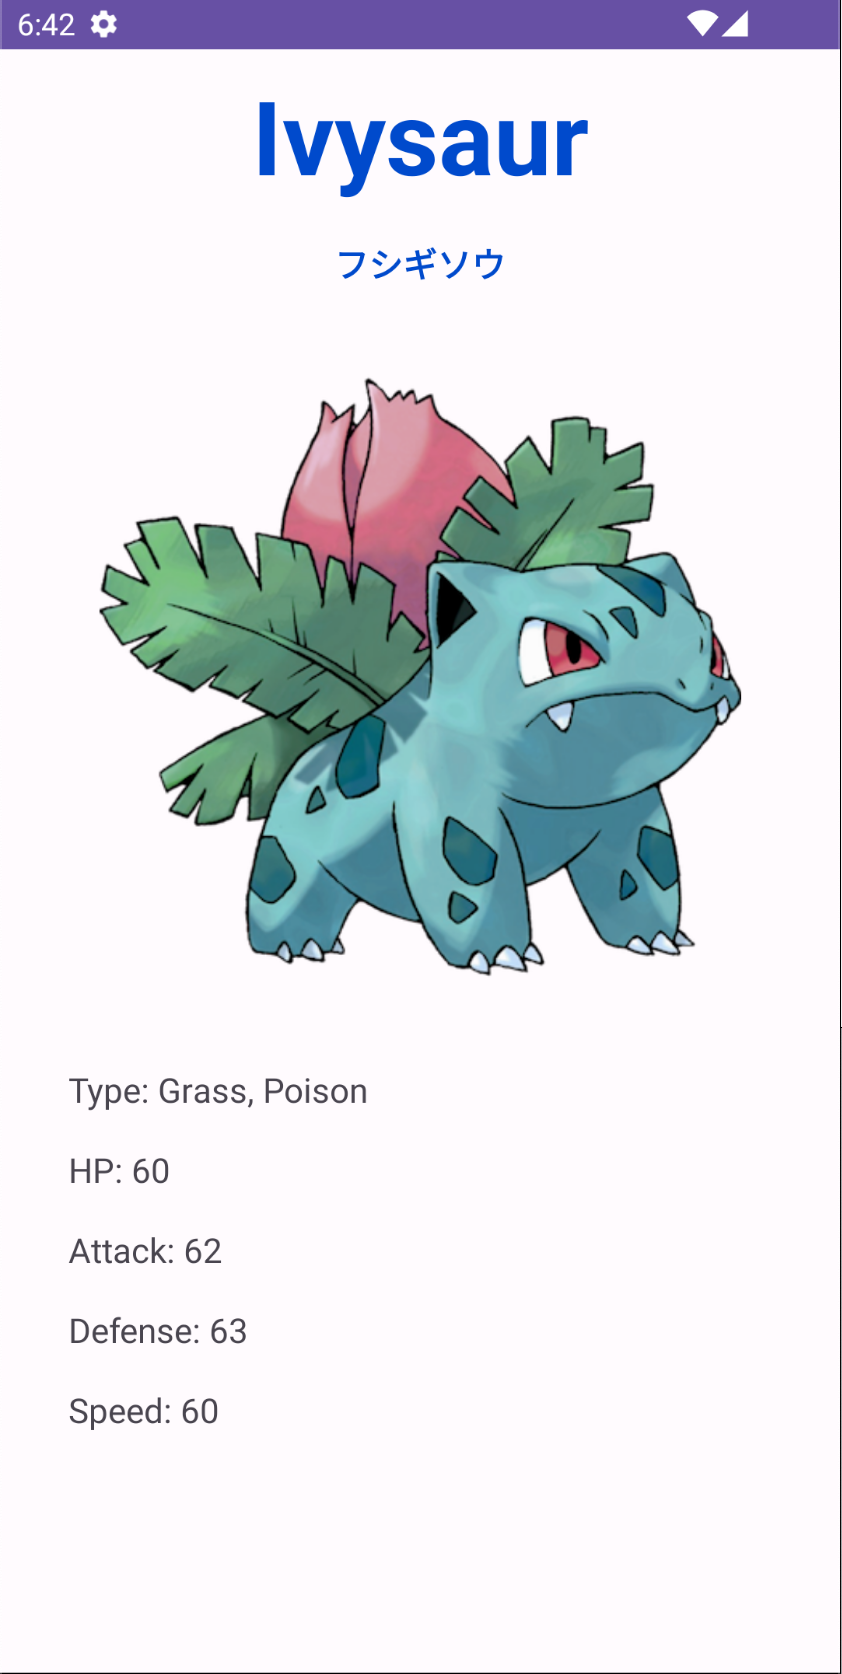 6:42
Ivysaur
フシギソウ
Type: Grass, Poison
HP: 60
Attack: 62
Defense: 63
Speed: 60